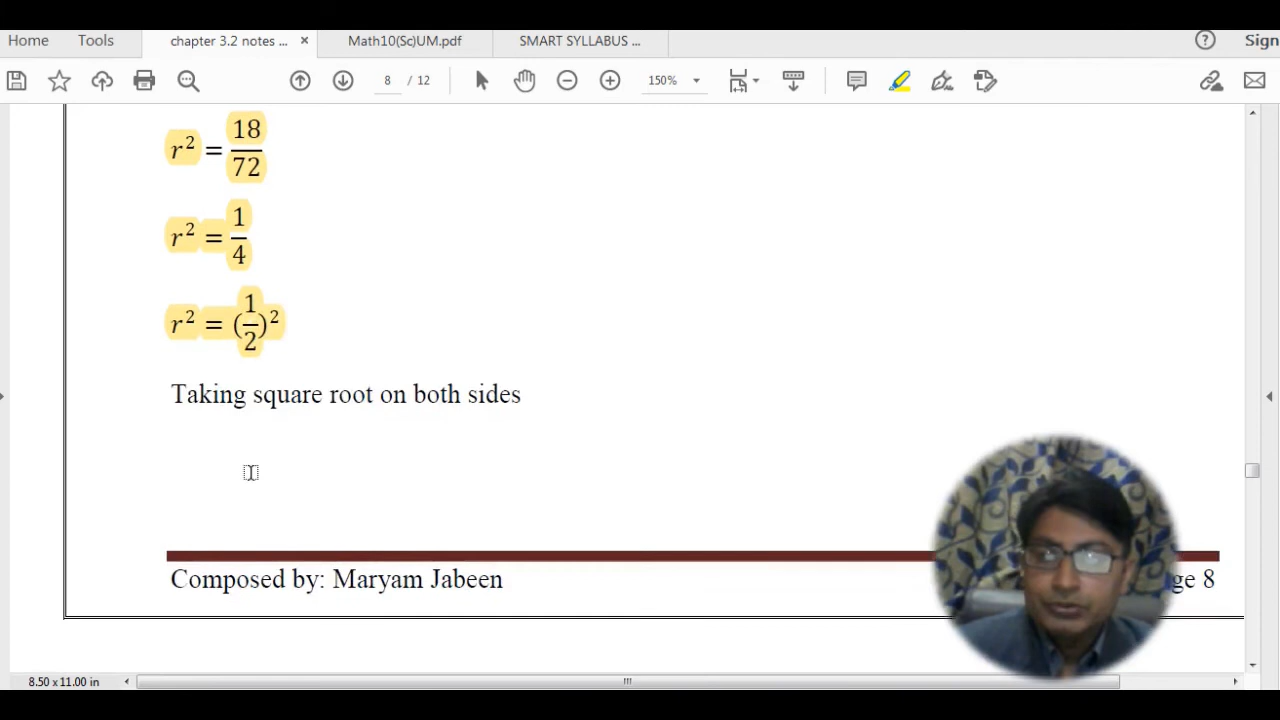 Home Tools chapter 3.2 notes ... × Math10(Sc)UM.pdf SMART SYLLABUS ... Sign
8 / 12 150%
r² = 18/72
r² = 1/4
r² = (1/2)²
Taking square root on both sides
Composed by: Maryam Jabeen ge 8
8.50 x 11.00 in